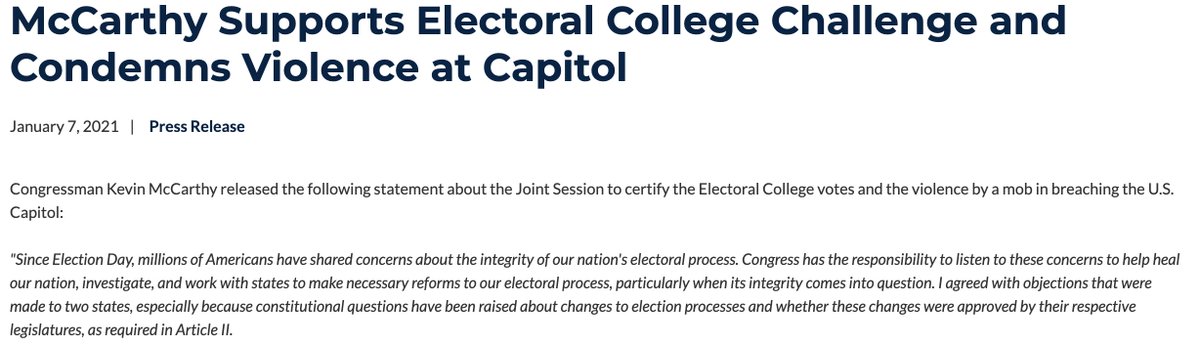 McCarthy Supports Electoral College Challenge and
Condemns Violence at Capitol
January 7, 2021 | Press Release
Congressman Kevin McCarthy released the following statement about the Joint Session to certify the Electoral College votes and the violence by a mob in breaching the U.S.
Capitol:
"Since Election Day, millions of Americans have shared concerns about the integrity of our nation's electoral process. Congress has the responsibility to listen to these concerns to help heal
our nation, investigate, and work with states to make necessary reforms to our electoral process, particularly when its integrity comes into question. I agreed with objections that were
made to two states, especially because constitutional questions have been raised about changes to election processes and whether these changes were approved by their respective
legislatures, as required in Article II.